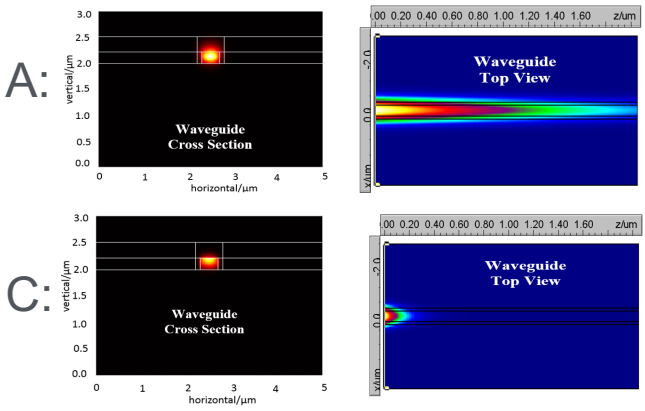 0.00 0.20 0.40 0.60 0.80 1.00 1.20 1.40 1.60 z/um
A:
vertical/µm
3.0
2.5
2.0
1.5
1.0
0.5
0.0
Waveguide
Cross Section
0 1 2 3 4 5
horizontal/µm
-2.0
0.0
x/um
Waveguide
Top View
0.00 0.20 0.40 0.60 0.80 1.00 1.20 1.40 1.60 z/um
C:
vertical/µm
3.0
2.5
2.0
1.5
1.0
0.5
0.0
Waveguide
Cross Section
0 1 2 3 4 5
horizontal/µm
-2.0
0.0
x/um
Waveguide
Top View